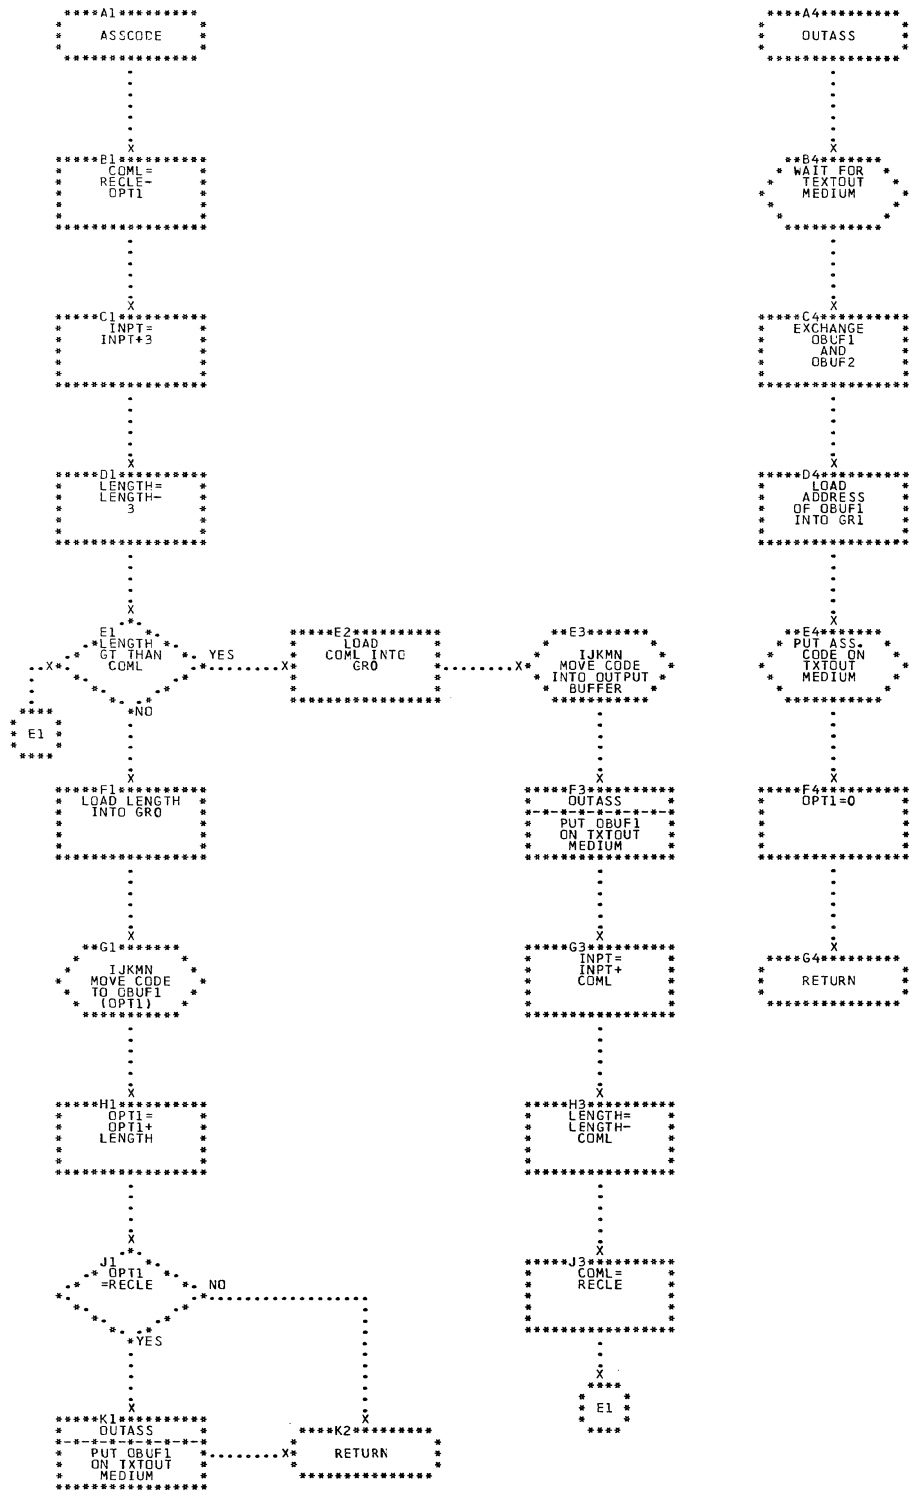 A1
ASSCODE
B1
COML=
RECLE-
OPT1
C1
INPT=
INPT+3
D1
LENGTH=
LENGTH-
3
E1
LENGTH
GT THAN
COML
YES
NO
E1
E2
LOAD
COML INTO
GR0
E3
IJKMN
MOVE CODE
INTO OUTPUT
BUFFER
F1
LOAD LENGTH
INTO GR0
G1
IJKMN
MOVE CODE
TO OBUF1
(OPT1)
H1
OPT1=
OPT1+
LENGTH
J1
OPT1
=RECLE
NO
YES
K1
OUTASS
PUT OBUF1
ON TXTOUT
MEDIUM
K2
RETURN
F3
OUTASS
PUT OBUF1
ON TXTOUT
MEDIUM
G3
INPT=
INPT+
COML
H3
LENGTH=
LENGTH-
COML
J3
COML=
RECLE
E1
A4
OUTASS
B4
WAIT FOR
TEXTOUT
MEDIUM
C4
EXCHANGE
OBUF1
AND
OBUF2
D4
LOAD
ADDRESS
OF OBUF1
INTO GR1
E4
PUT ASS.
CODE ON
TXTOUT
MEDIUM
F4
OPT1=0
G4
RETURN